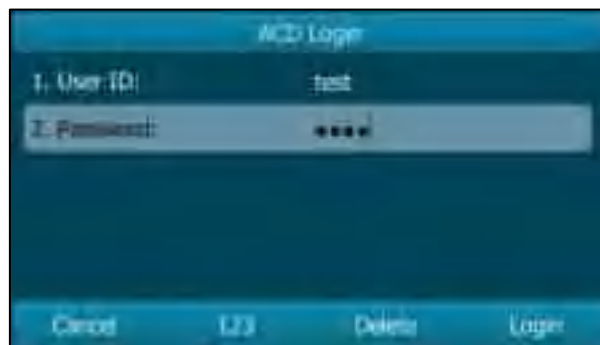 ACD Login
1. User ID: test
2. Password: ••••
Cancel 123 Delete Login